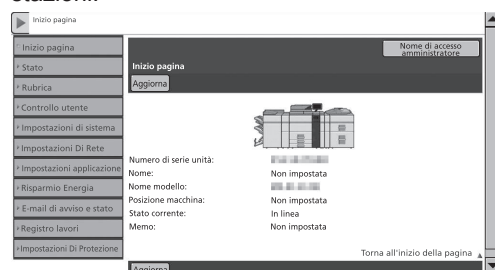 Inizio pagina
Inizio pagina
Stato
Rubrica
Controllo utente
Impostazioni di sistema
Impostazioni Di Rete
Impostazioni applicazione
Risparmio Energia
E-mail di avviso e stato
Registro lavori
Impostazioni Di Protezione
Nome di accesso
amministratore
Inizio pagina
Aggiorna
Numero di serie unità:
Nome: Non impostata
Nome modello:
Posizione macchina: Non impostata
Stato corrente: In linea
Memo: Non impostata
Torna all'inizio della pagina
Aggiorna